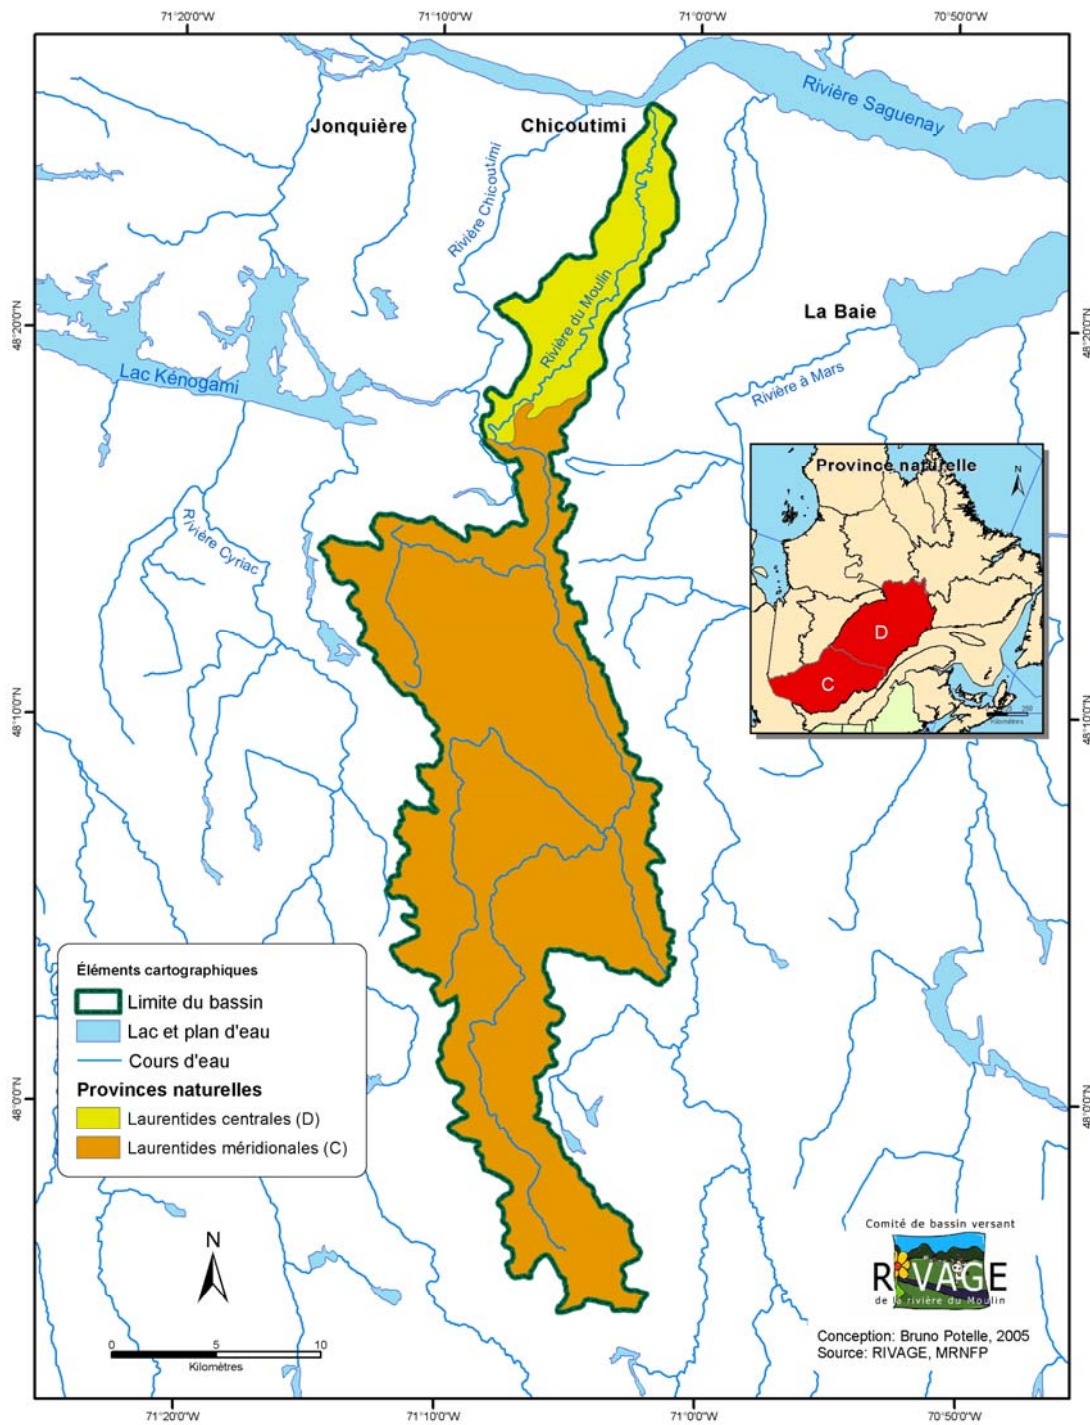 71°20'0"W
71°10'0"W
71°0'0"W
70°50'0"W
Rivière Saguenay
Jonquière
Chicoutimi
Rivière Chicoutimi
Rivière du Moulin
La Baie
48°20'0"N
48°20'0"N
Lac Kénogami
Rivière à Mars
Province naturelle
N
D
C
Kilomètres
Rivière Cyriac
48°10'0"N
48°10'0"N
Éléments cartographiques
Limite du bassin
Lac et plan d'eau
Cours d'eau
Provinces naturelles
Laurentides centrales (D)
Laurentides méridionales (C)
48°0'0"N
48°0'0"N
N
0 5 10
Kilomètres
Comité de bassin versant
RIVAGE
de la rivière du Moulin
Conception: Bruno Potelle, 2005
Source: RIVAGE, MRNFP
71°20'0"W
71°10'0"W
71°0'0"W
70°50'0"W